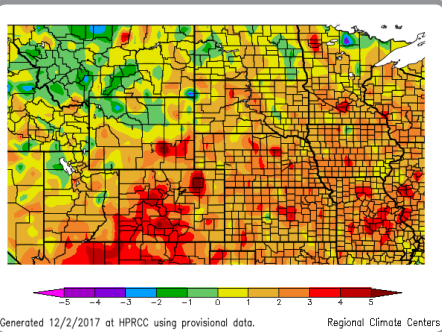 -5 -4 -3 -2 -1 0 1 2 3 4 5
Generated 12/2/2017 at HPRCC using provisional data.
Regional Climate Centers